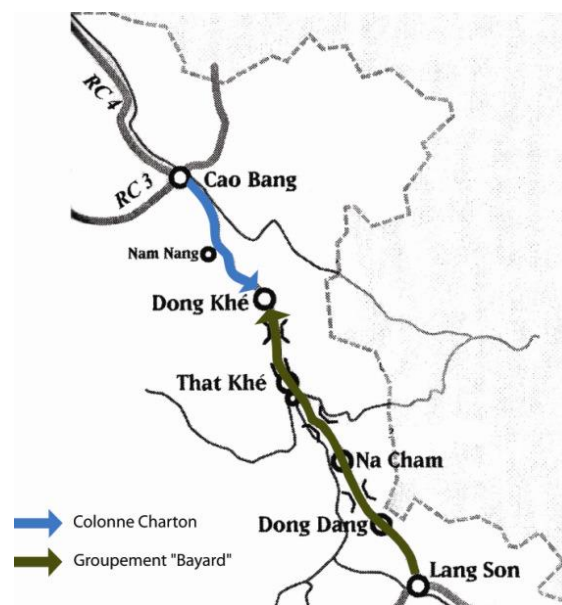 RC 4
RC 3
Cao Bang
Nam Nang
Dong Khé
That Khé
Na Cham
Dong Dang
Lang Son
Colonne Charton
Groupement "Bayard"